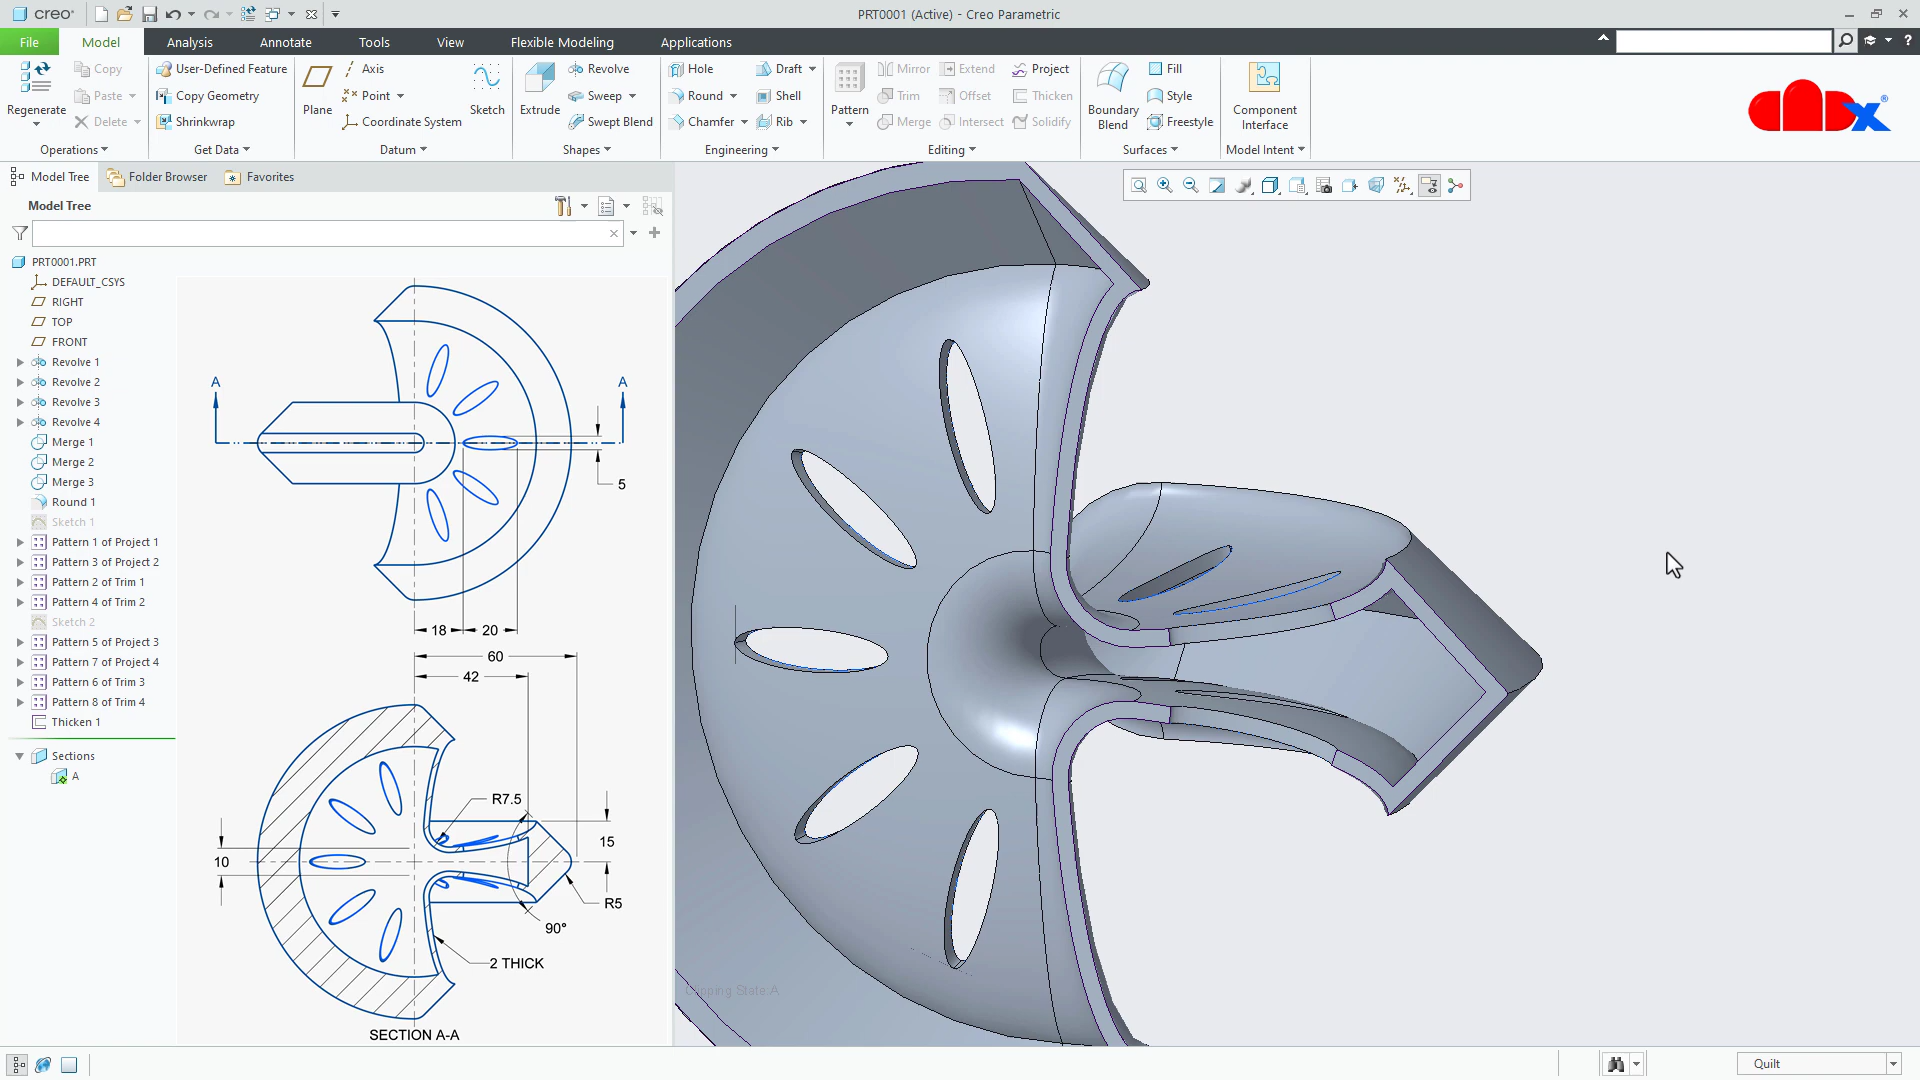 creo
PRT0001 (Active) - Creo Parametric
File Model Analysis Annotate Tools View Flexible Modeling Applications
Regenerate
Copy
Paste
Delete
Operations
User-Defined Feature
Copy Geometry
Shrinkwrap
Get Data
Plane
Axis
Point
Coordinate System
Sketch
Datum
Extrude
Revolve
Sweep
Swept Blend
Shapes
Hole
Round
Chamfer
Draft
Shell
Rib
Engineering
Pattern
Mirror
Trim
Merge
Extend
Offset
Intersect
Project
Thicken
Solidify
Editing
Boundary
Blend
Fill
Style
Freestyle
Surfaces
Component
Interface
Model Intent
CADx®
Model Tree Folder Browser Favorites
Model Tree
PRT0001.PRT
DEFAULT_CSYS
RIGHT
TOP
FRONT
Revolve 1
Revolve 2
Revolve 3
Revolve 4
Merge 1
Merge 2
Merge 3
Round 1
Sketch 1
Pattern 1 of Project 1
Pattern 3 of Project 2
Pattern 2 of Trim 1
Pattern 4 of Trim 2
Sketch 2
Pattern 5 of Project 3
Pattern 7 of Project 4
Pattern 6 of Trim 3
Pattern 8 of Trim 4
Thicken 1
Sections
A
A A
5
18 20
60
42
R7.5
15
10
R5
90°
2 THICK
SECTION A-A
Clipping State:A
Quilt